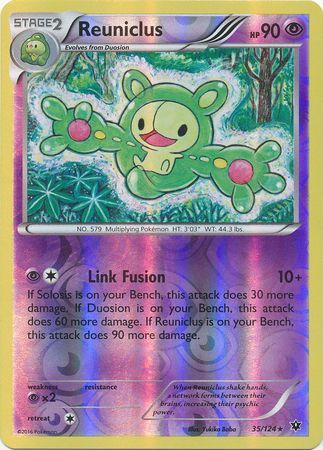 STAGE2 Reuniclus HP 90
Evolves from Duosion
NO. 579 Multiplying Pokémon HT: 3'03" WT: 44.3 lbs.
Link Fusion 10+
If Solosis is on your Bench, this attack does 30 more
damage. If Duosion is on your Bench, this attack
does 60 more damage. If Reuniclus is on your Bench,
this attack does 90 more damage.
weakness resistance
×2
retreat
When Reuniclus shake hands,
a network forms between their
brains, increasing their psychic
power.
©2016 Pokémon Illus. Yukiko Baba 35/124 ★